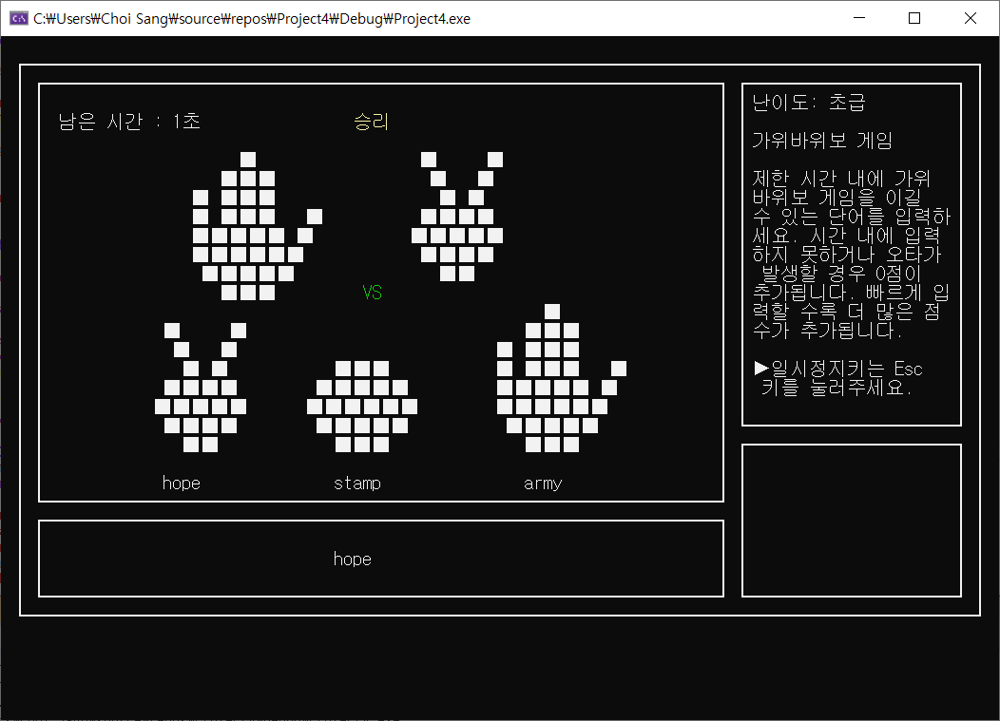 C:\Users\Choi Sang\source\repos\Project4\Debug\Project4.exe
남은 시간 : 1초
승리
VS
hope
stamp
army
hope
난이도: 초급
가위바위보 게임
제한 시간 내에 가위
바위보 게임을 이길
수 있는 단어를 입력하
세요. 시간 내에 입력
하지 못하거나 오타가
발생할 경우 0점이
추가됩니다. 빠르게 입
력할 수록 더 많은 점
수가 추가됩니다.
▶일시정지키는 Esc
키를 눌러주세요.